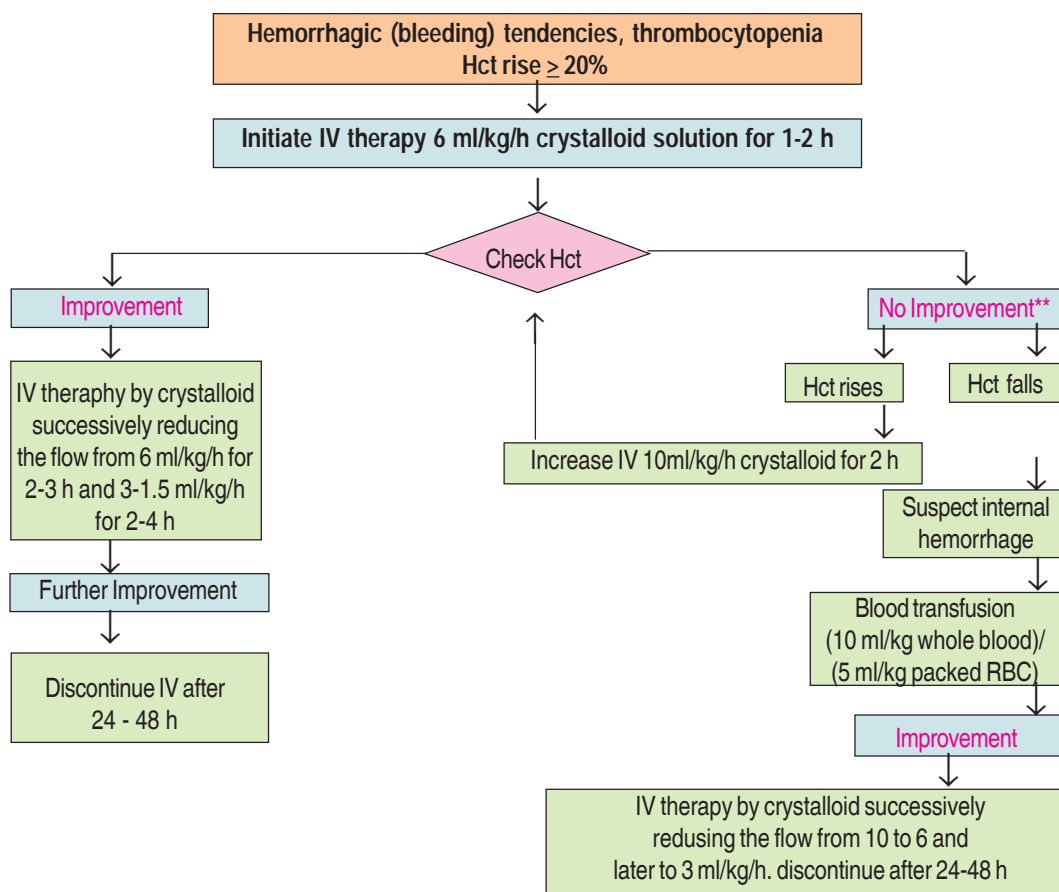 Hemorrhagic (bleeding) tendencies, thrombocytopenia
Hct rise ≥ 20%
Initiate IV therapy 6 ml/kg/h crystalloid solution for 1-2 h
Check Hct
Improvement
IV theraphy by crystalloid
successively reducing
the flow from 6 ml/kg/h for
2-3 h and 3-1.5 ml/kg/h
for 2-4 h
Further Improvement
Discontinue IV after
24 - 48 h
No Improvement**
Hct rises
Hct falls
Increase IV 10ml/kg/h crystalloid for 2 h
Suspect internal
hemorrhage
Blood transfusion
(10 ml/kg whole blood)/
(5 ml/kg packed RBC)
Improvement
IV therapy by crystalloid successively
redusing the flow from 10 to 6 and
later to 3 ml/kg/h. discontinue after 24-48 h